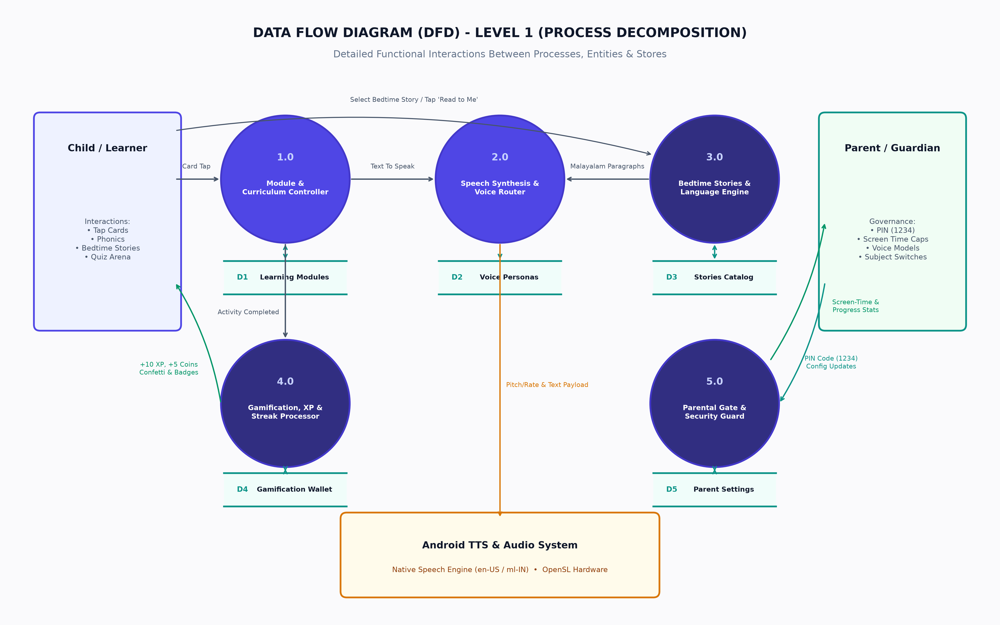 DATA FLOW DIAGRAM (DFD) - LEVEL 1 (PROCESS DECOMPOSITION)
Detailed Functional Interactions Between Processes, Entities & Stores
Select Bedtime Story / Tap 'Read to Me'
Child / Learner
Interactions:
• Tap Cards
• Phonics
• Bedtime Stories
• Quiz Arena
Card Tap
1.0
Module &
Curriculum Controller
Text To Speak
2.0
Speech Synthesis &
Voice Router
Malayalam Paragraphs
3.0
Bedtime Stories &
Language Engine
Parent / Guardian
Governance:
• PIN (1234)
• Screen Time Caps
• Voice Models
• Subject Switches
D1 Learning Modules
D2 Voice Personas
D3 Stories Catalog
Activity Completed
Screen-Time &
Progress Stats
+10 XP, +5 Coins
Confetti & Badges
4.0
Gamification, XP &
Streak Processor
Pitch/Rate & Text Payload
5.0
Parental Gate &
Security Guard
PIN Code (1234)
Config Updates
D4 Gamification Wallet
D5 Parent Settings
Android TTS & Audio System
Native Speech Engine (en-US / ml-IN) • OpenSL Hardware